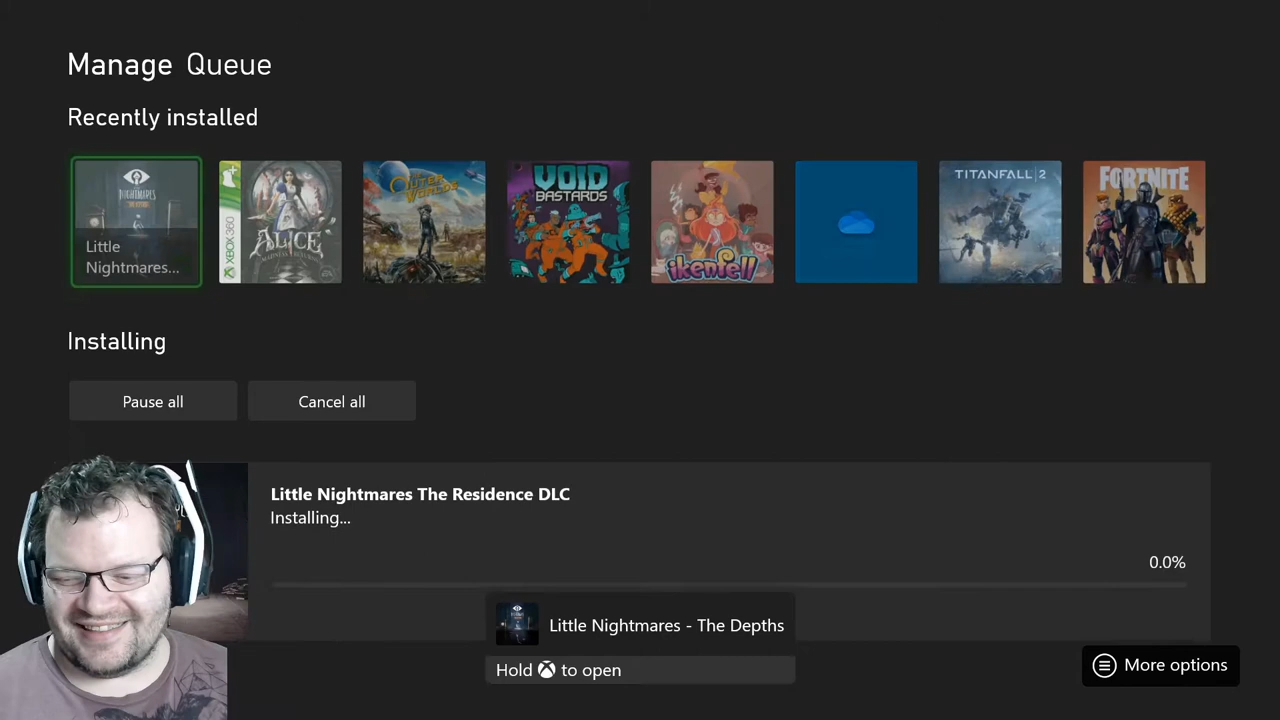 Manage Queue
Recently installed
NIGHTMARES
Little
Nightmares...
XBOX 360
ALICE
THE
OUTER
WORLDS
VOID
BASTARDS
ikenfell
TITANFALL 2
FORTNITE
Installing
Pause all
Cancel all
Little Nightmares The Residence DLC
Installing...
0.0%
Little Nightmares - The Depths
Hold to open
More options